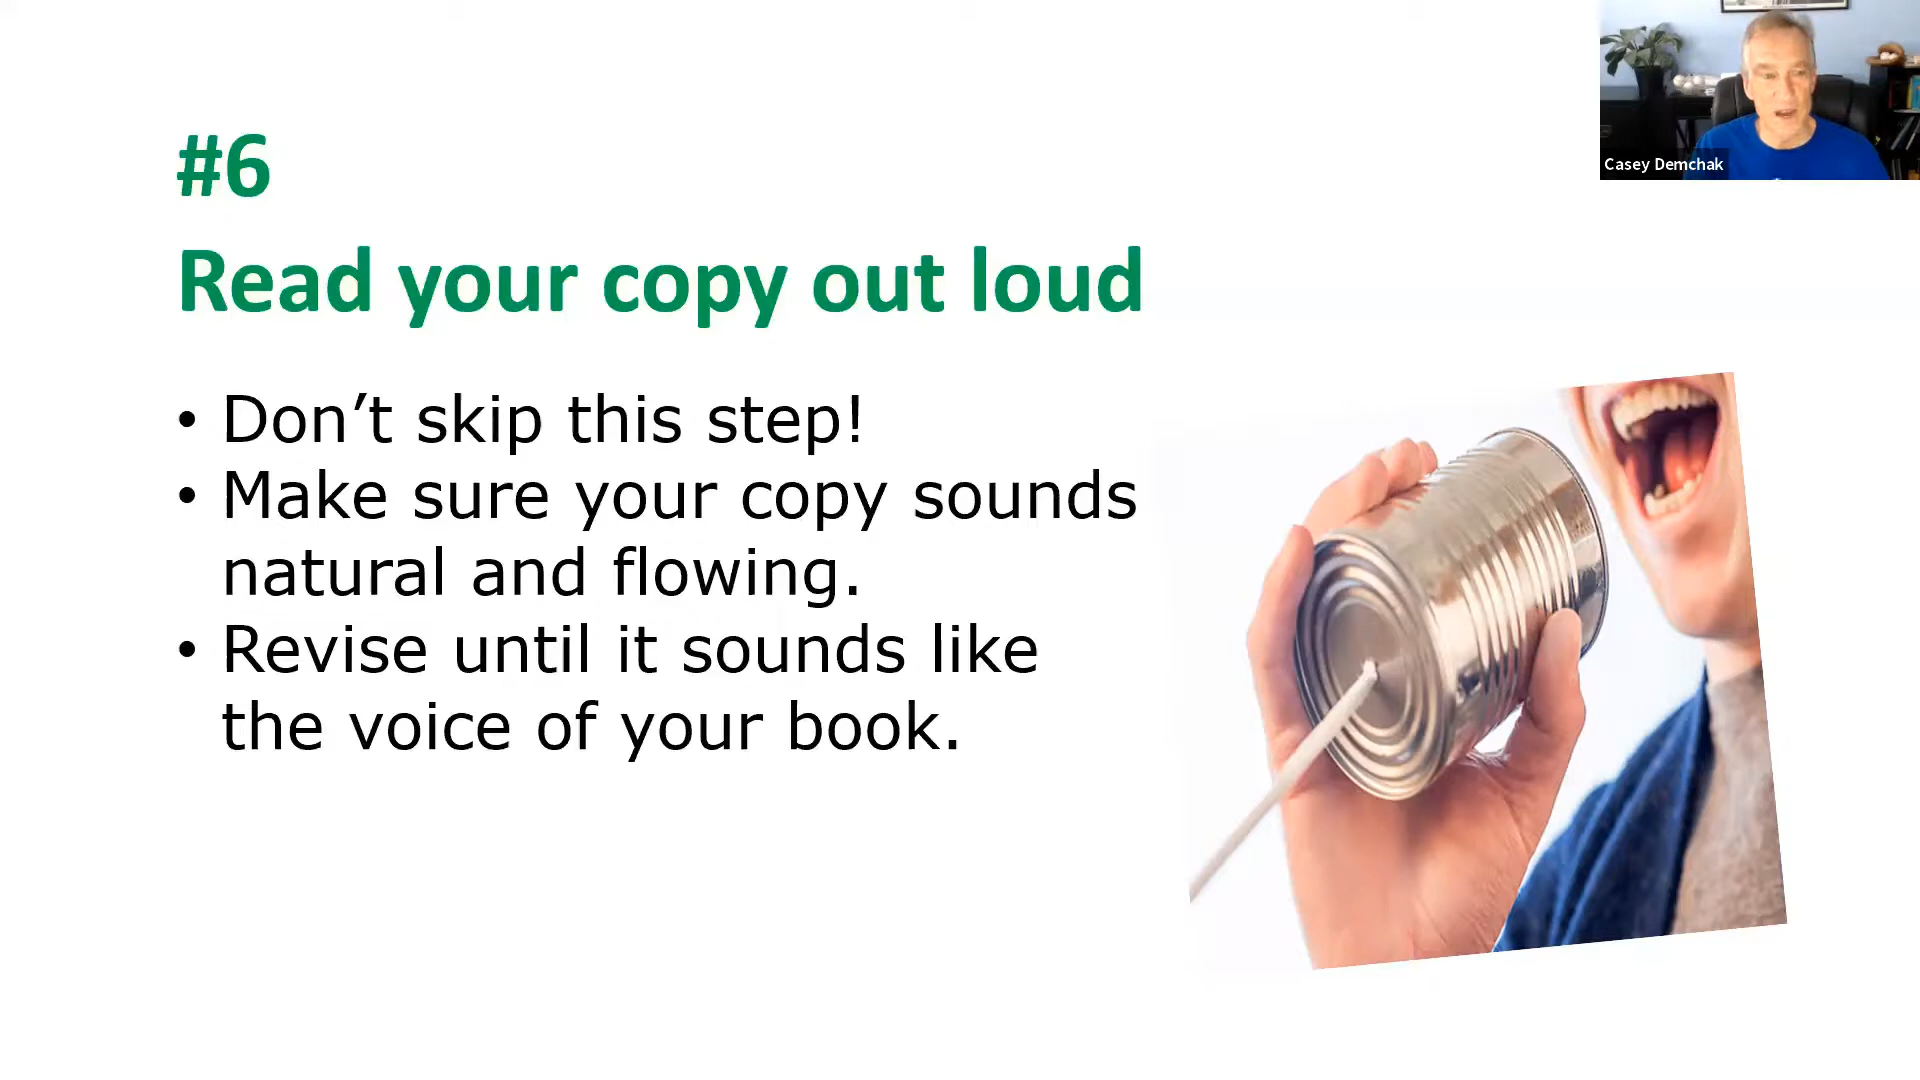 #6
Read your copy out loud
• Don’t skip this step!
• Make sure your copy sounds
natural and flowing.
• Revise until it sounds like
the voice of your book.
Casey Demchak